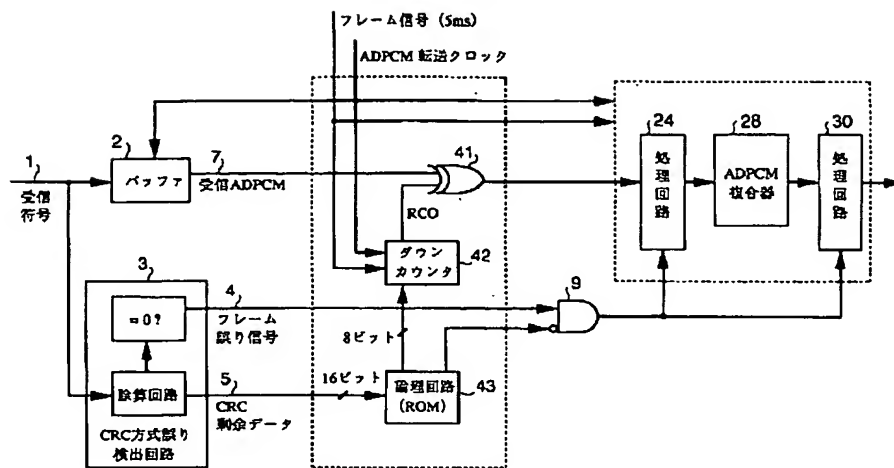 フレーム信号 (5ms)
ADPCM 転送クロック
1
受信
符号
2
バッファ
7
受信ADPCM
41
RCO
24
処理回路
28
ADPCM
複合器
30
処理回路
ダウン
カウンタ
42
3
=0?
4
フレーム
誤り信号
9
8ビット
除算回路
5
CRC
剰余データ
16ビット
論理回路
(ROM)
43
CRC方式誤り
検出回路